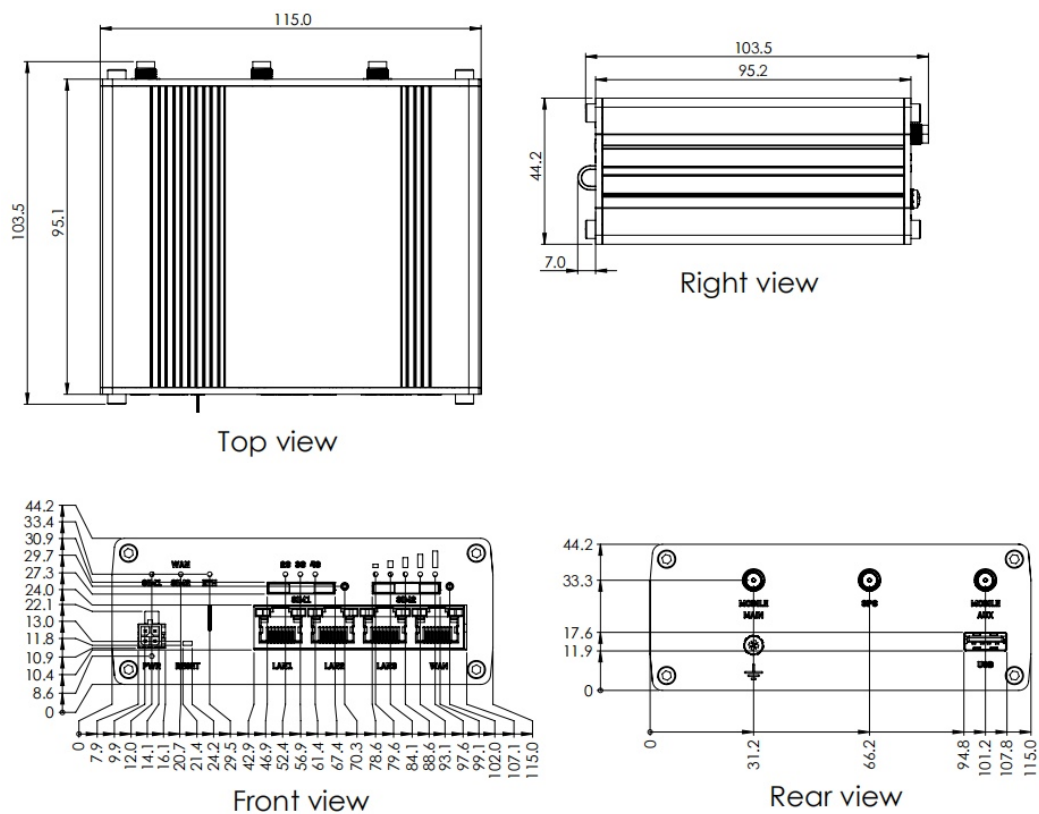 115.0
103.5
95.1
Top view
103.5
95.2
44.2
7.0
Right view
44.2
33.4
30.9
29.7
27.3
24.0
22.1
13.0
11.8
10.9
10.4
8.6
0
WAN
SIM1 SIM2 ETH
2G 3G 4G
SIM1
SIM2
PWR RESET LAN1 LAN2 LAN3 WAN
0 7.9 9.9 12.0 14.1 16.1 20.7 21.4 24.2 29.5 42.9 46.9 52.4 56.9 61.4 67.4 70.3 78.6 79.6 84.1 88.6 93.1 97.6 99.1 102.0 107.1 115.0
Front view
44.2
33.3
17.6
11.9
0
MOBILE
MAIN
GPS
MOBILE
AUX
USB
0 31.2 66.2 94.8 101.2 107.8 115.0
Rear view